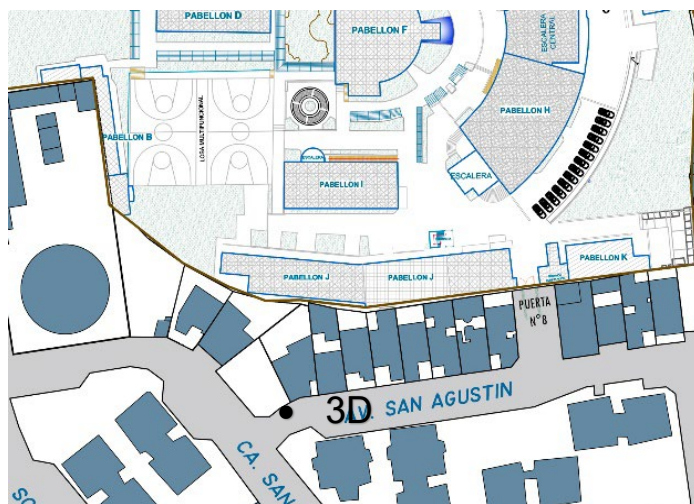 PABELLON D
PABELLON F
ESCALERA
CENTRAL
PABELLON H
PABELLON B
LOSA MULTIFUNCIONAL
ESCALERA
PABELLON I
ESCALERA
PABELLON J
PABELLON J
PABELLON K
PUERTA
N°8
3D
AV. SAN AGUSTIN
CA. SAN